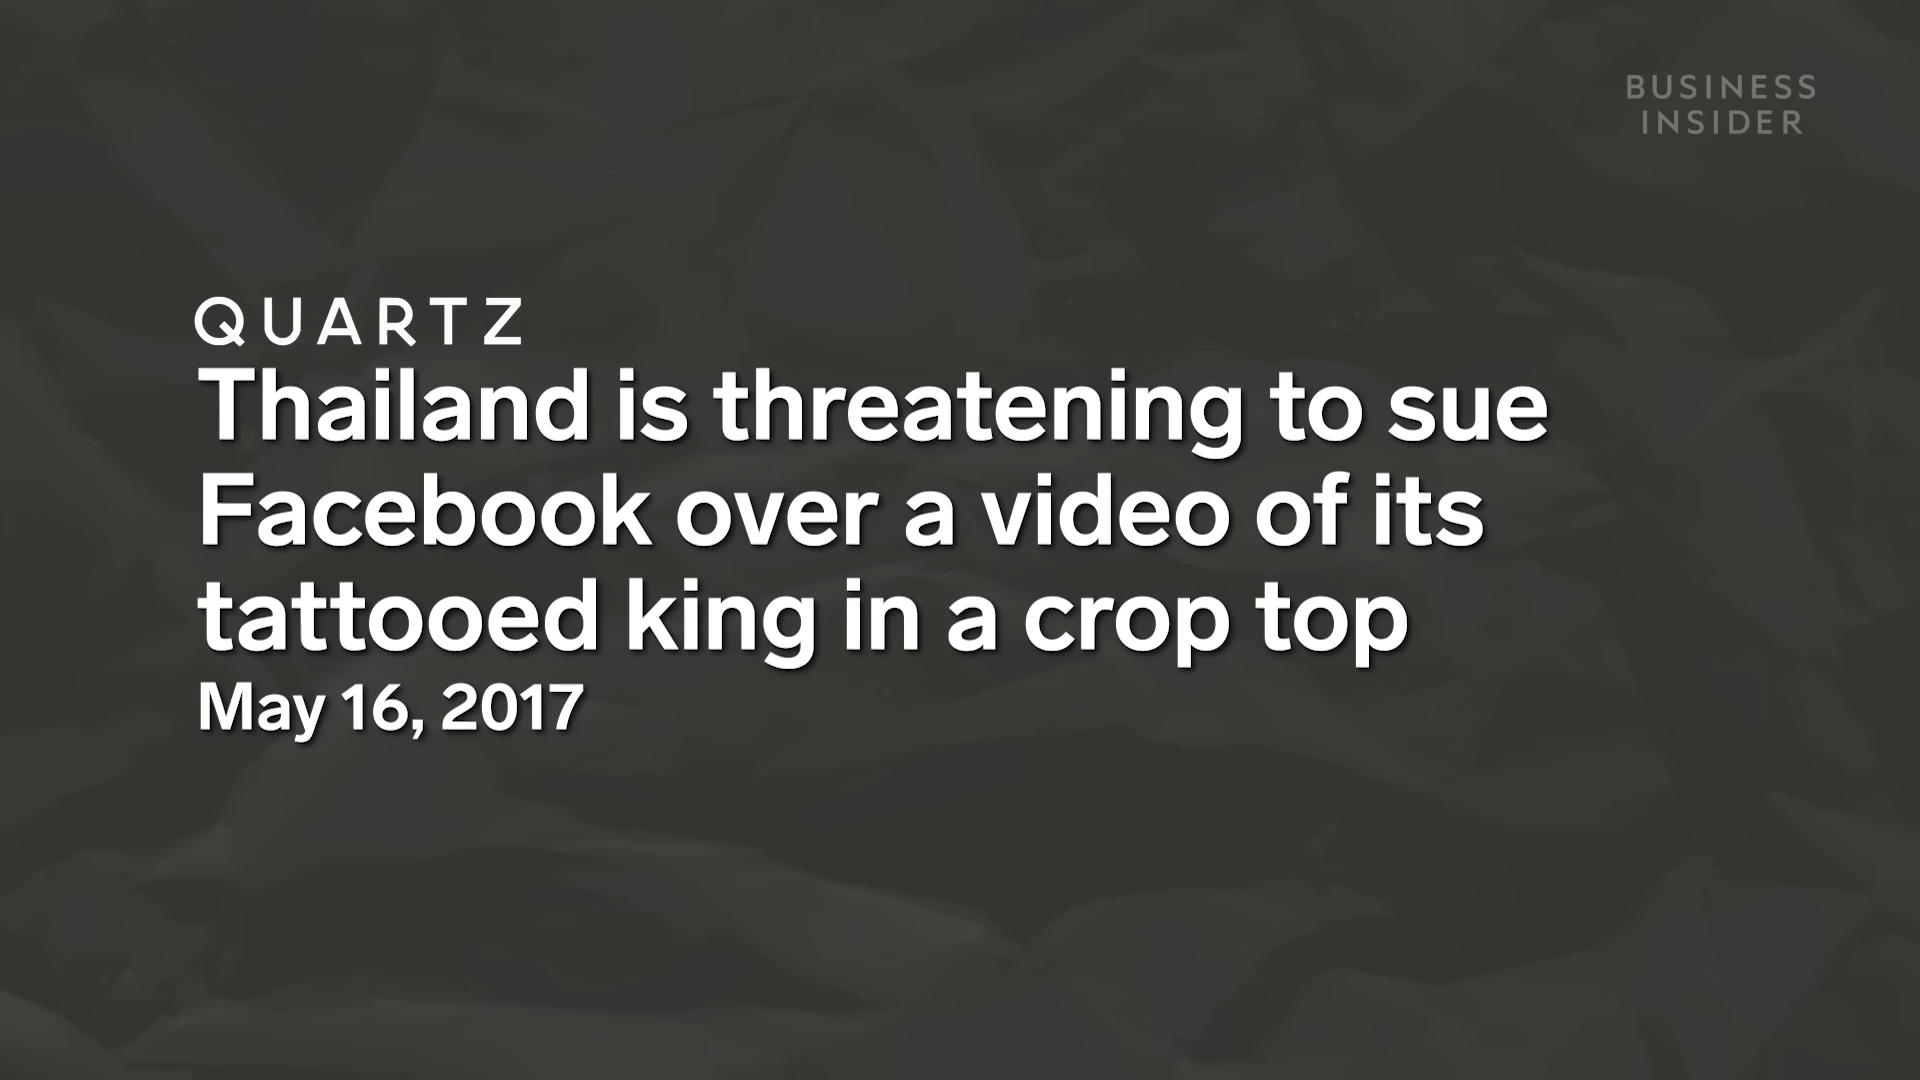 BUSINESS
INSIDER
QUARTZ
Thailand is threatening to sue
Facebook over a video of its
tattooed king in a crop top
May 16, 2017